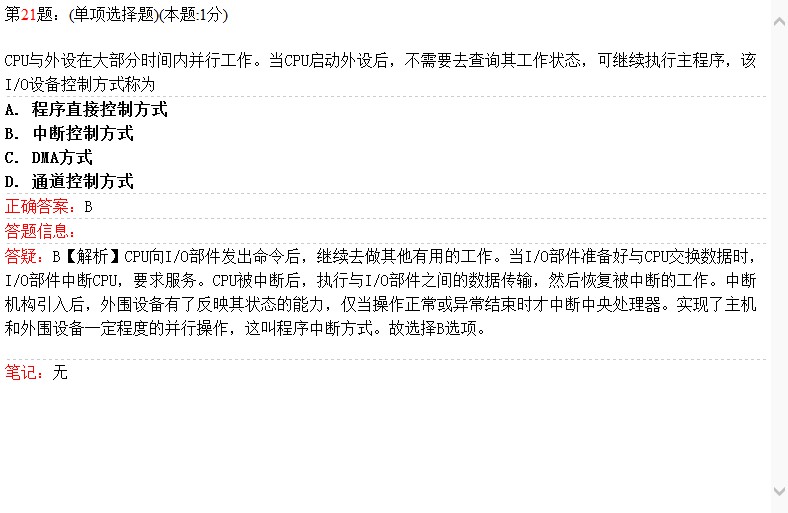 第21题：(单项选择题)(本题:1分)
CPU与外设在大部分时间内并行工作。当CPU启动外设后，不需要去查询其工作状态，可继续执行主程序，该
I/O设备控制方式称为
A. 程序直接控制方式
B. 中断控制方式
C. DMA方式
D. 通道控制方式
正确答案：B
答题信息：
答疑：B【解析】CPU向I/O部件发出命令后，继续去做其他有用的工作。当I/O部件准备好与CPU交换数据时，
I/O部件中断CPU，要求服务。CPU被中断后，执行与I/O部件之间的数据传输，然后恢复被中断的工作。中断
机构引入后，外围设备有了反映其状态的能力，仅当操作正常或异常结束时才中断中央处理器。实现了主机
和外围设备一定程度的并行操作，这叫程序中断方式。故选择B选项。
笔记：无